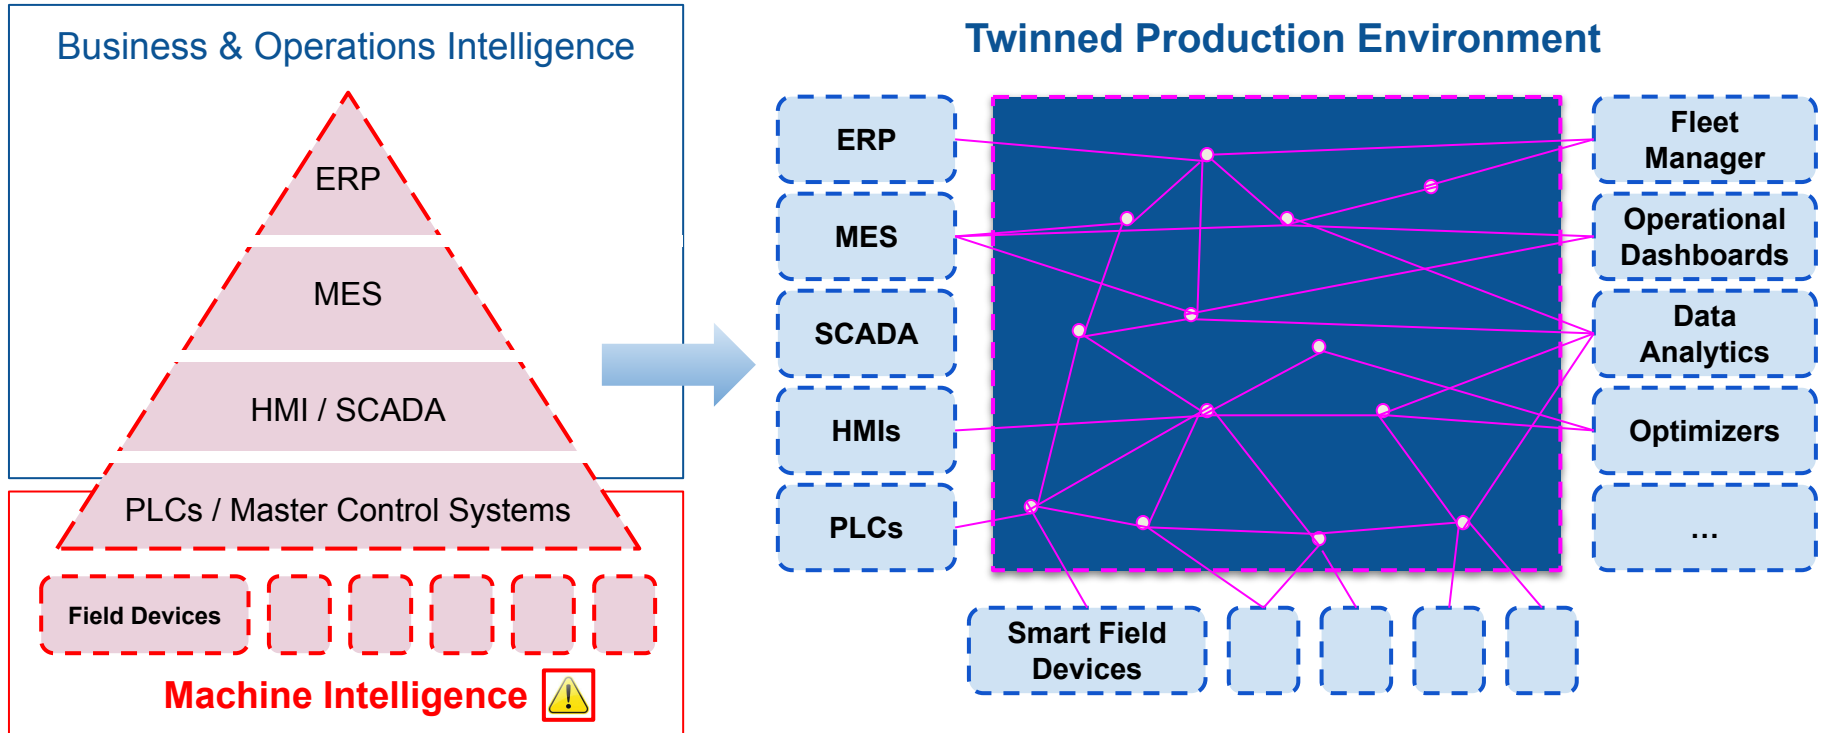 Business & Operations Intelligence
ERP
MES
HMI / SCADA
PLCs / Master Control Systems
Field Devices
Machine Intelligence
Twinned Production Environment
ERP
MES
SCADA
HMIs
PLCs
Fleet
Manager
Operational
Dashboards
Data
Analytics
Optimizers
...
Smart Field
Devices